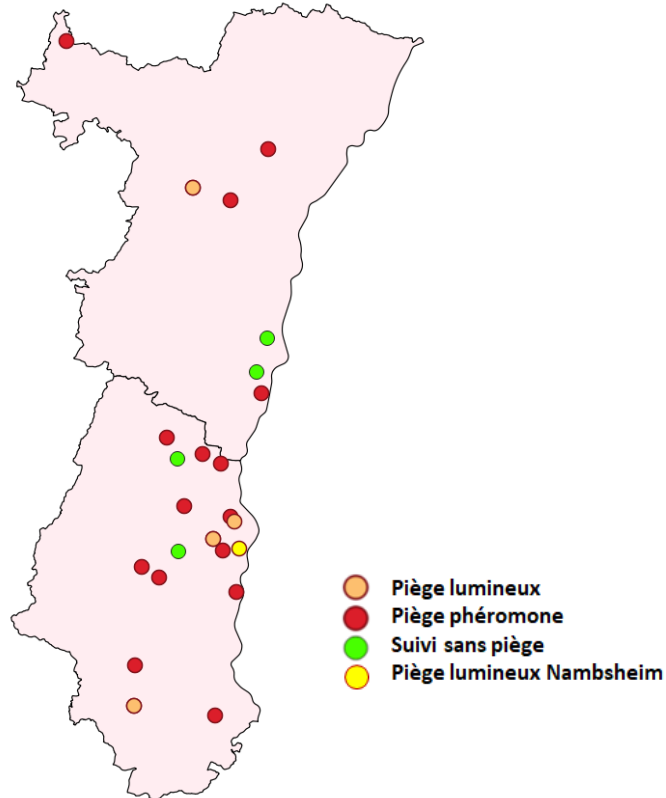 Piège lumineux
Piège phéromone
Suivi sans piège
Piège lumineux Nambsheim